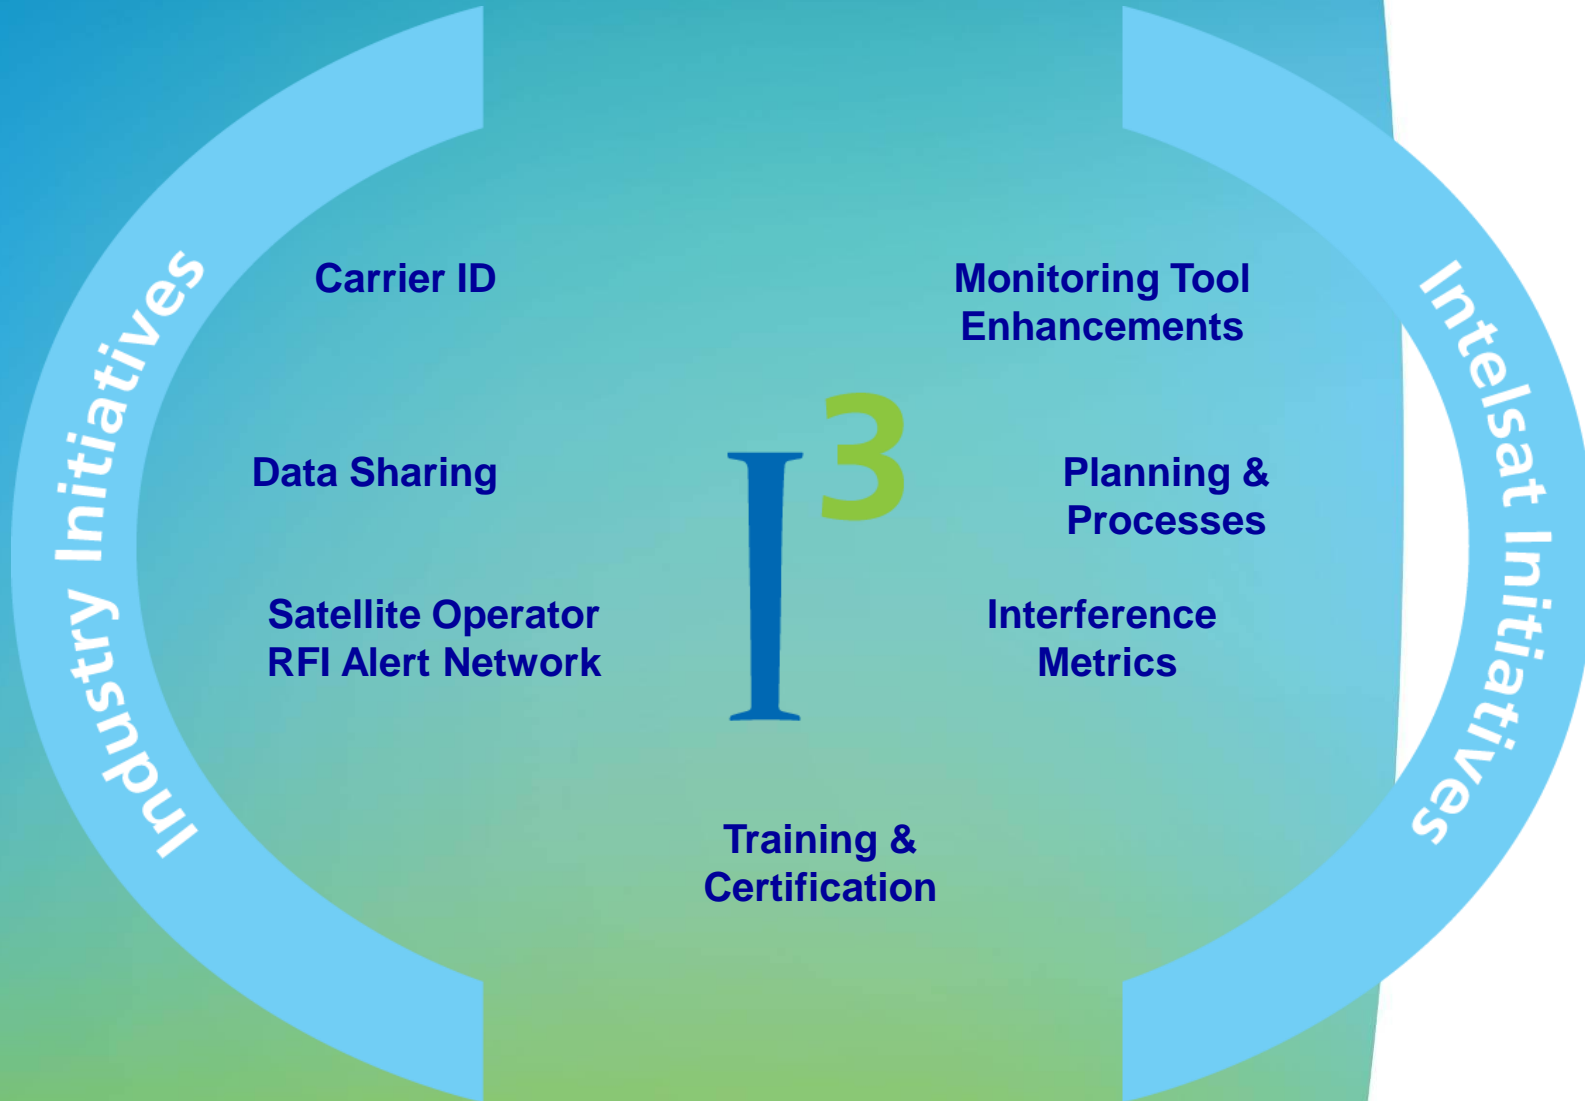 Industry Initiatives
Carrier ID
Data Sharing
Satellite Operator
RFI Alert Network
I³
Training &
Certification
Monitoring Tool
Enhancements
Planning &
Processes
Interference
Metrics
Intelsat Initiatives